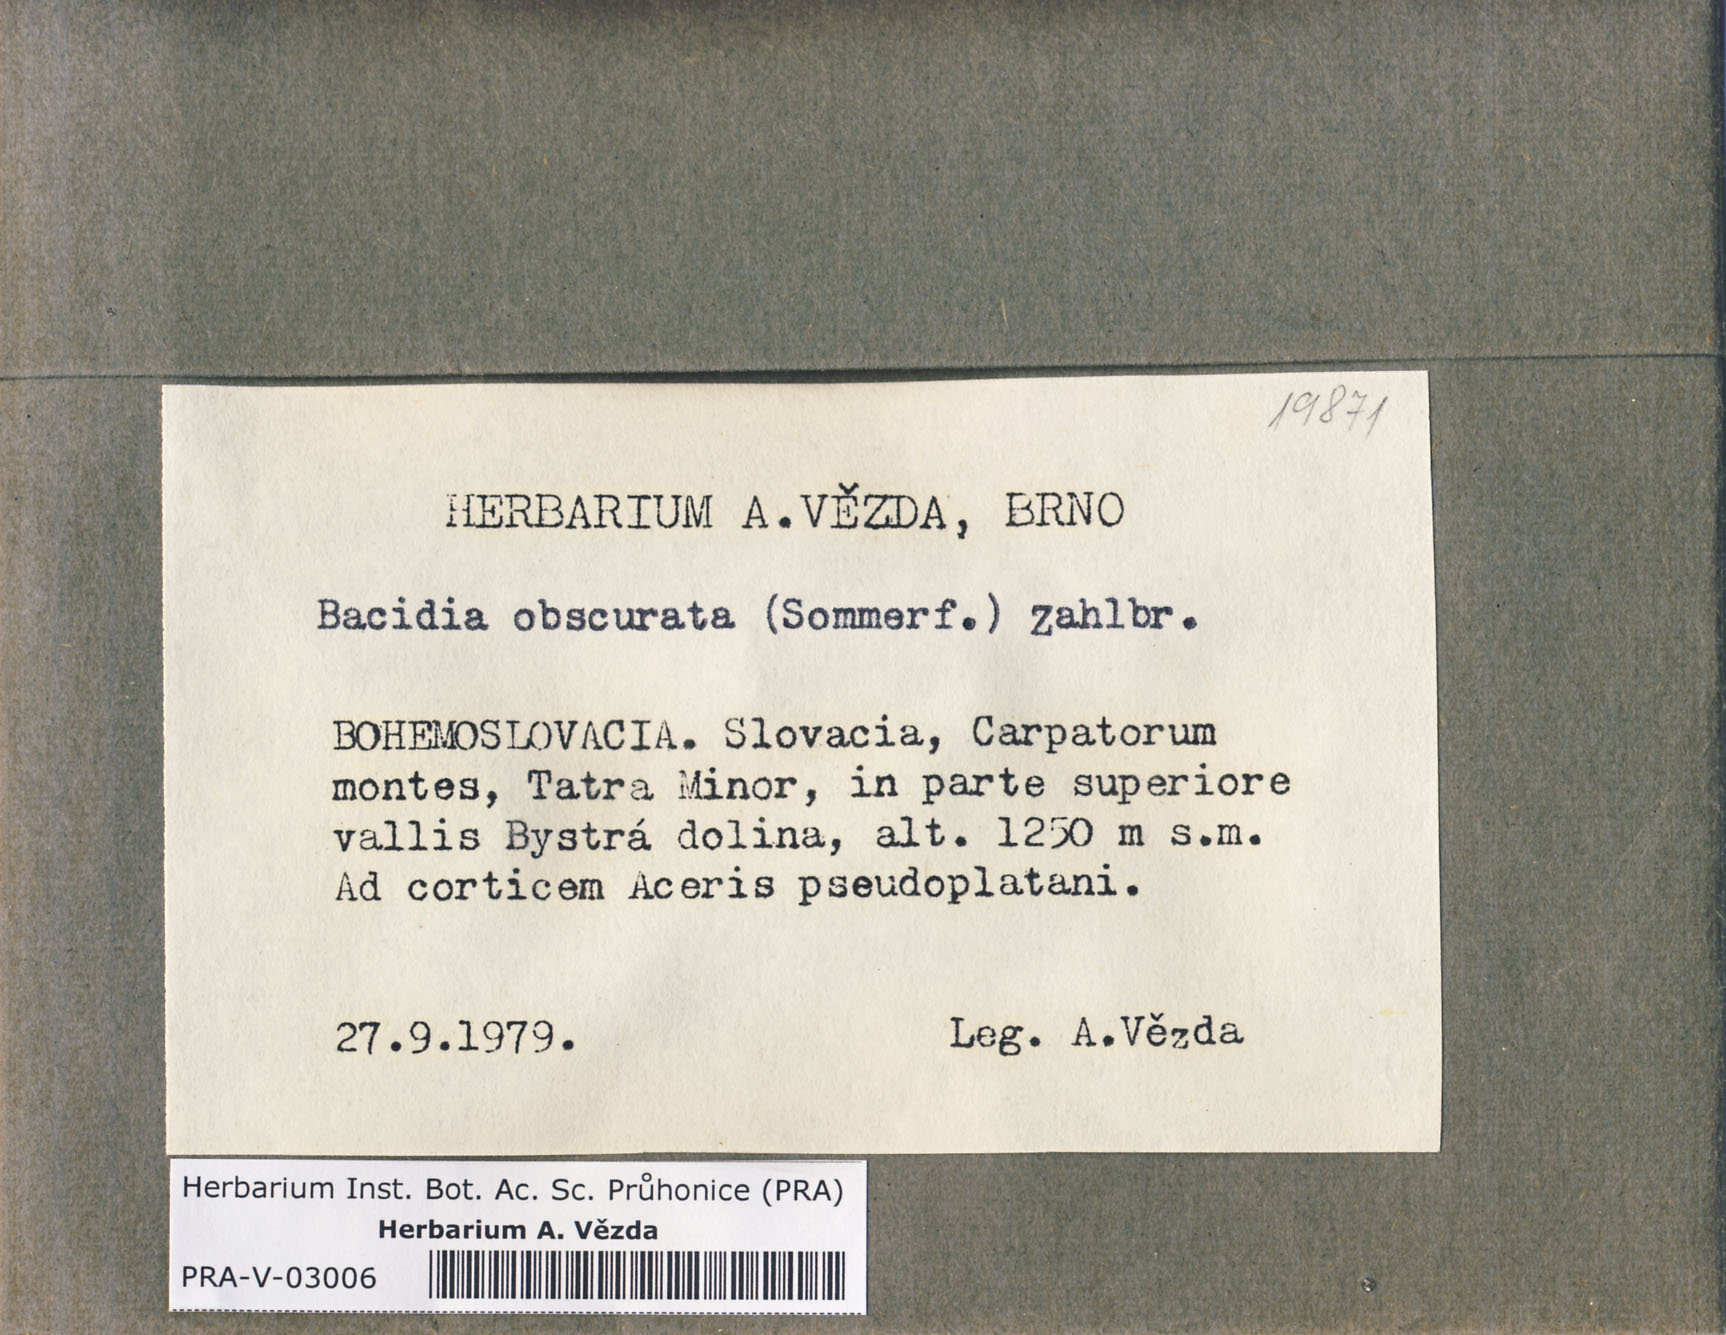 19871
HERBARIUM A.VĚZDA, BRNO
Bacidia obscurata (Sommerf.) Zahlbr.
BOHEMOSLOVACIA. Slovacia, Carpatorum
montes, Tatra Minor, in parte superiore
vallis Bystrá dolina, alt. 1250 m s.m.
Ad corticem Aceris pseudoplatani.
27.9.1979. Leg. A.Vězda
Herbarium Inst. Bot. Ac. Sc. Průhonice (PRA)
Herbarium A. Vězda
PRA-V-03006